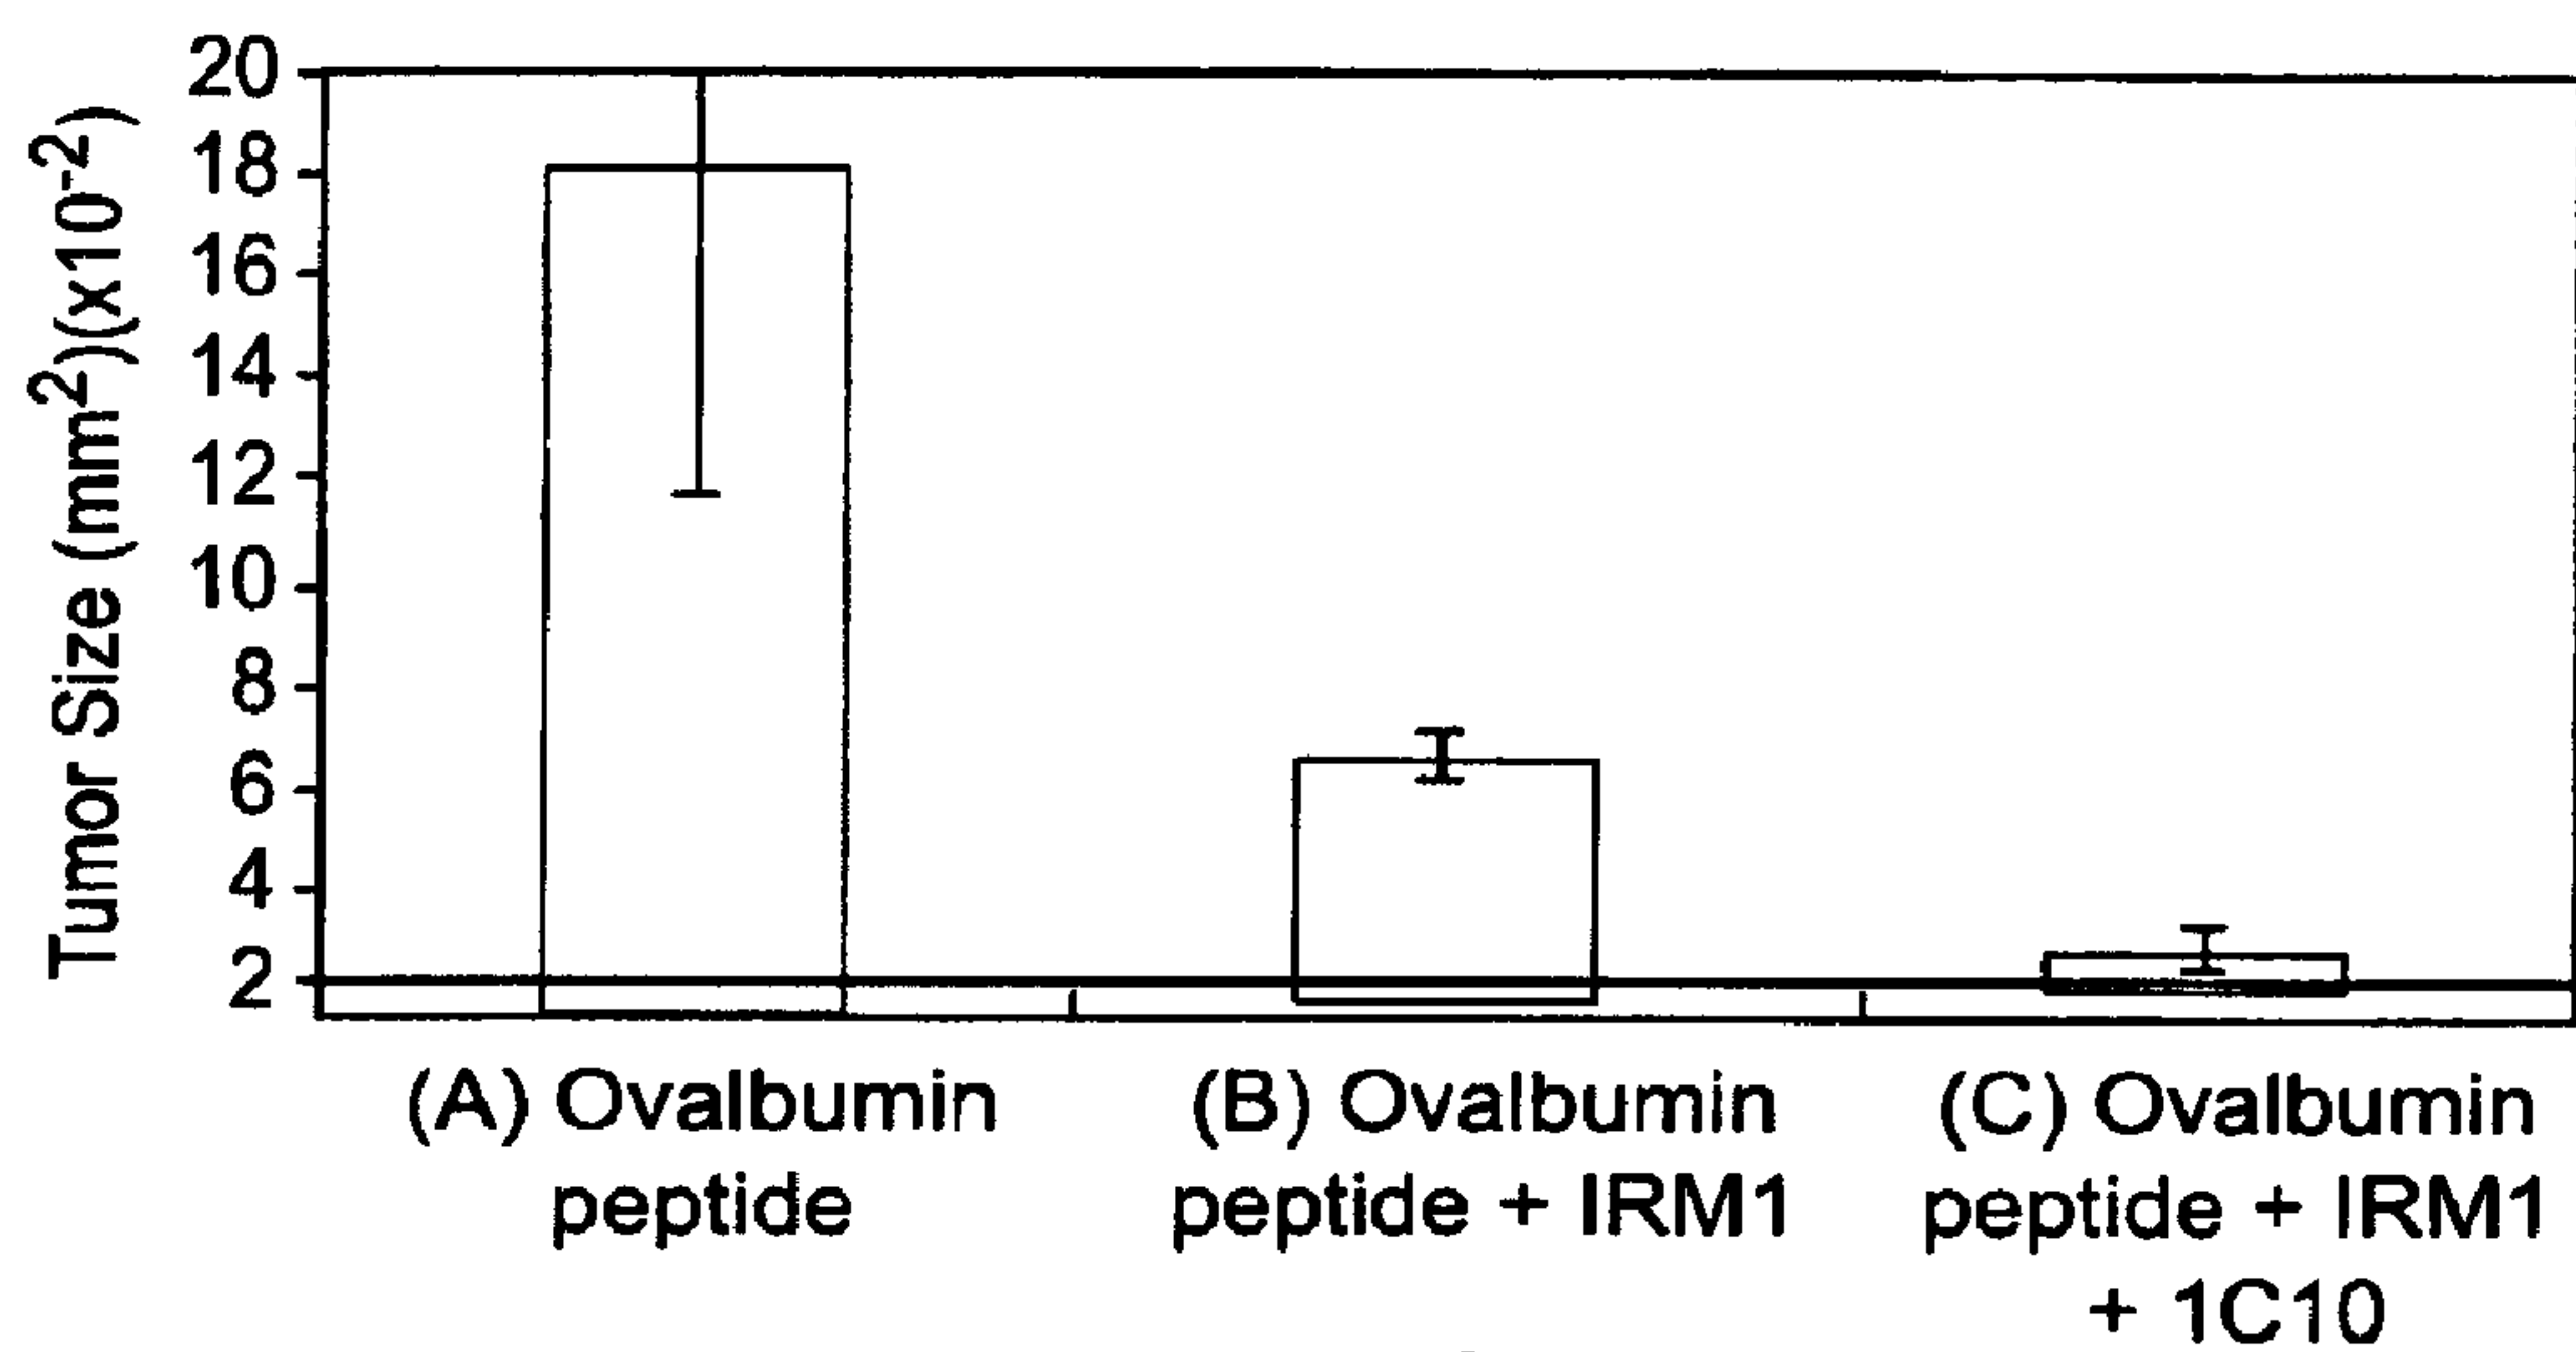 Tumor Size (mm²)(x10⁻²)
20
18
16
14
12
10
8
6
4
2
(A) Ovalbumin
peptide
(B) Ovalbumin
peptide + IRM1
(C) Ovalbumin
peptide + IRM1
+ 1C10